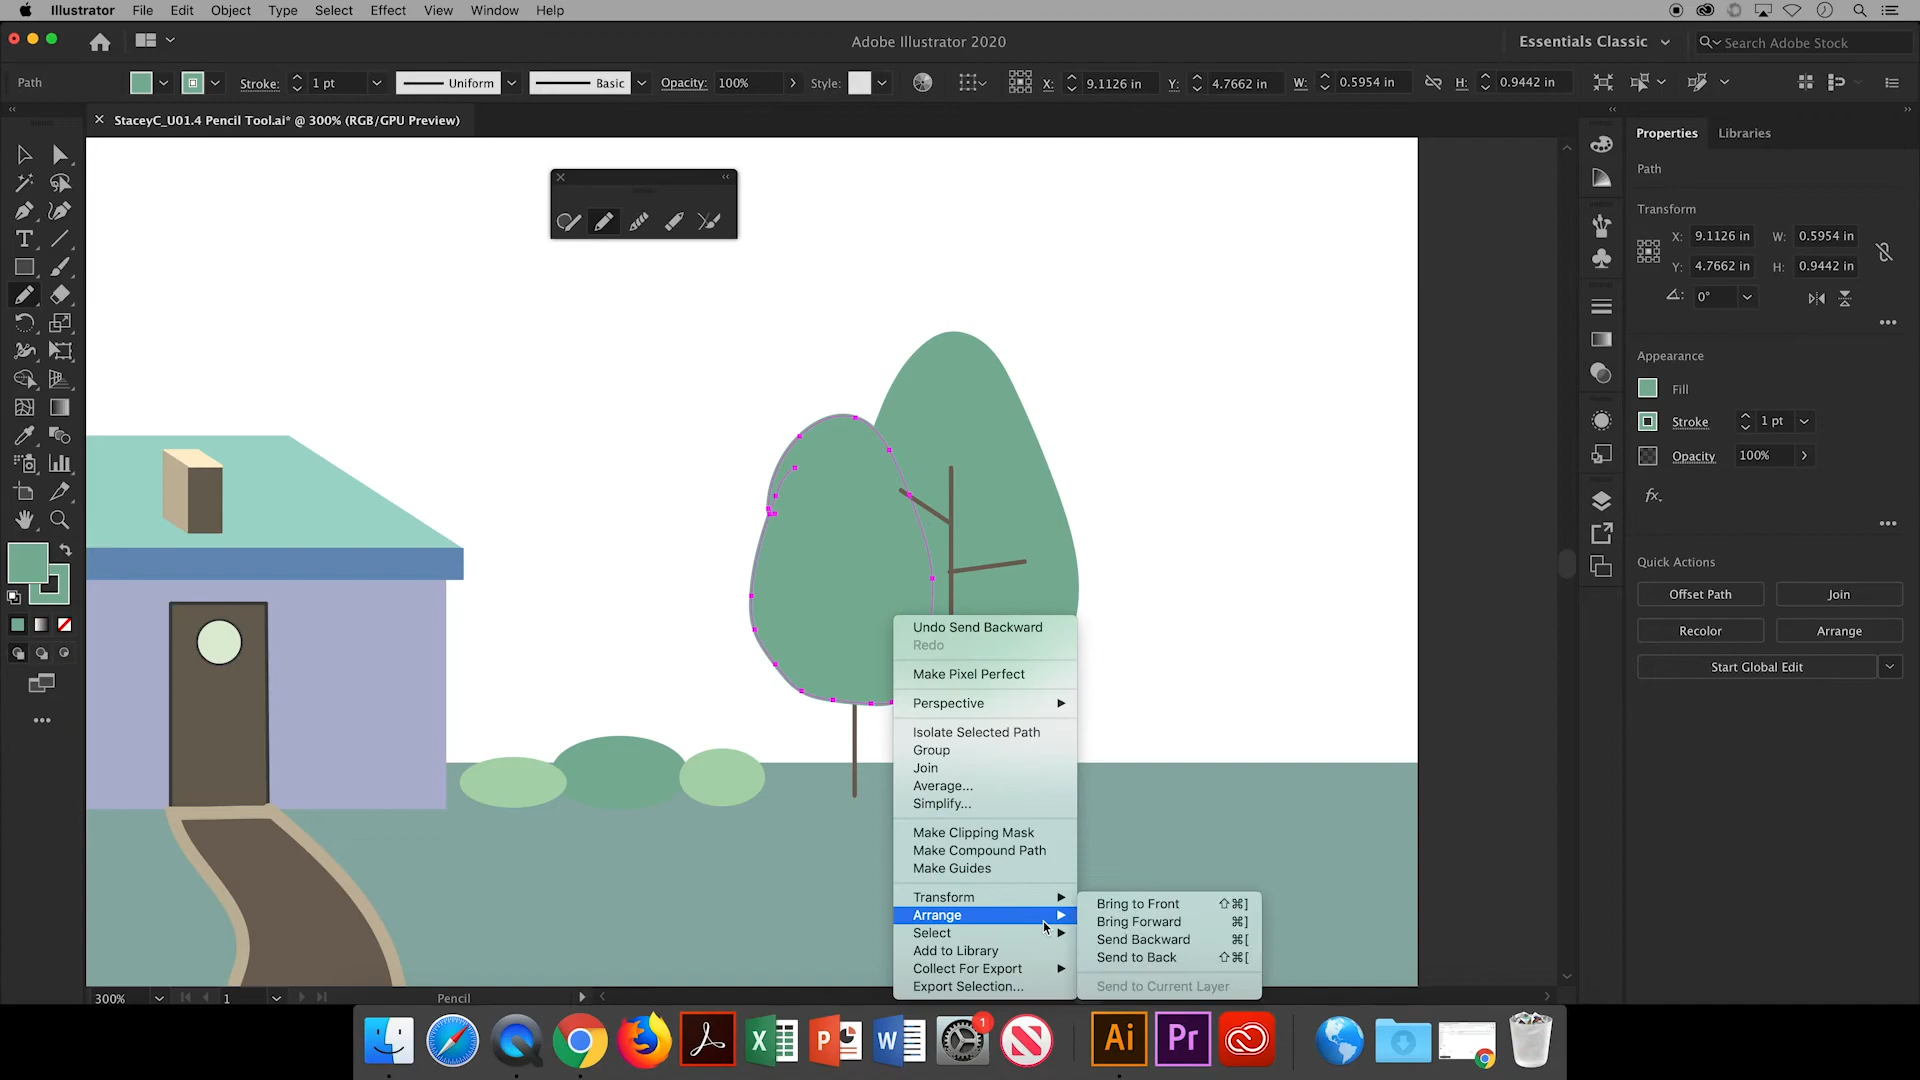 Illustrator File Edit Object Type Select Effect View Window Help
Adobe Illustrator 2020
Essentials Classic
Search Adobe Stock
Path
Stroke: 1 pt
Uniform
Basic
Opacity: 100%
Style:
X: 9.1126 in
Y: 4.7662 in
W: 0.5954 in
H: 0.9442 in
StaceyC_U01.4 Pencil Tool.ai* @ 300% (RGB/GPU Preview)
Properties Libraries
Path
Transform
X: 9.1126 in W: 0.5954 in
Y: 4.7662 in H: 0.9442 in
0°
Appearance
Fill
Stroke 1 pt
Opacity 100%
fx.
Quick Actions
Offset Path Join
Recolor Arrange
Start Global Edit
Undo Send Backward
Redo
Make Pixel Perfect
Perspective
Isolate Selected Path
Group
Join
Average...
Simplify...
Make Clipping Mask
Make Compound Path
Make Guides
Transform
Arrange
Select
Add to Library
Collect For Export
Export Selection...
Bring to Front ⇧⌘]
Bring Forward ⌘]
Send Backward ⌘[
Send to Back ⇧⌘[
Send to Current Layer
300% 1 Pencil
1
X P W N Ai Pr